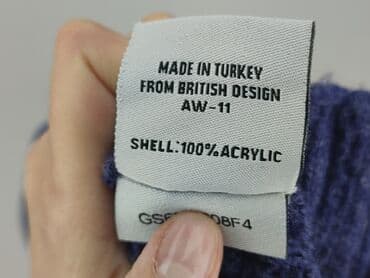 MADE IN TURKEY
FROM BRITISH DESIGN
AW-11
SHELL:100%ACRYLIC